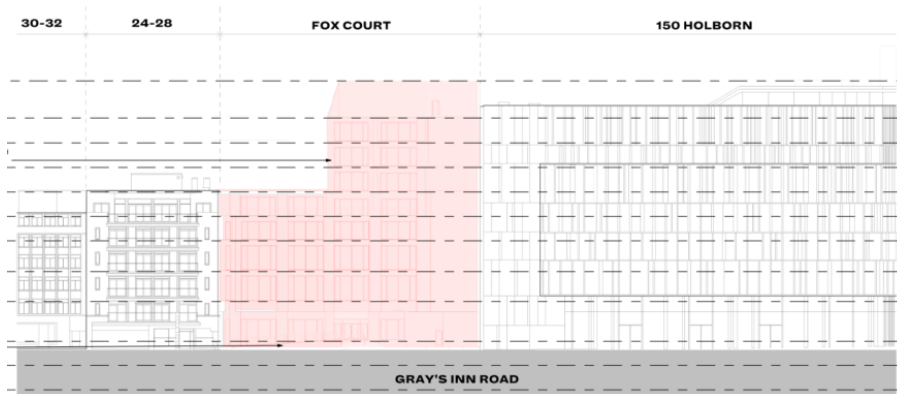 30-32
24-28
FOX COURT
150 HOLBORN
GRAY'S INN ROAD